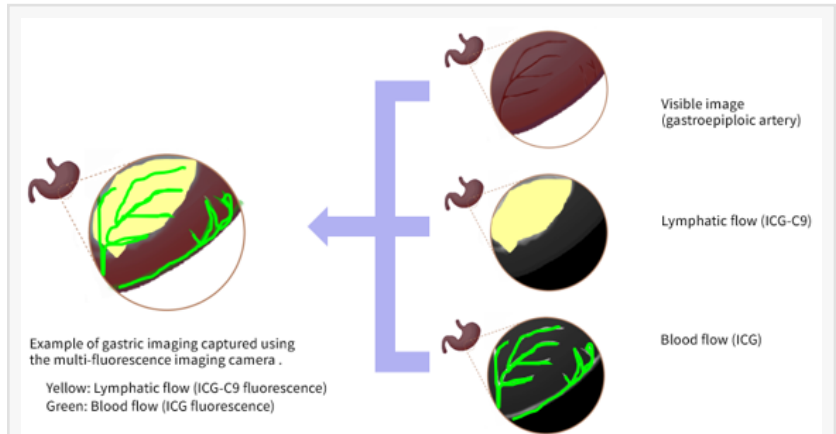 Visible image
(gastroepiploic artery)
Lymphatic flow (ICG-C9)
Blood flow (ICG)
Example of gastric imaging captured using
the multi-fluorescence imaging camera .
Yellow: Lymphatic flow (ICG-C9 fluorescence)
Green: Blood flow (ICG fluorescence)